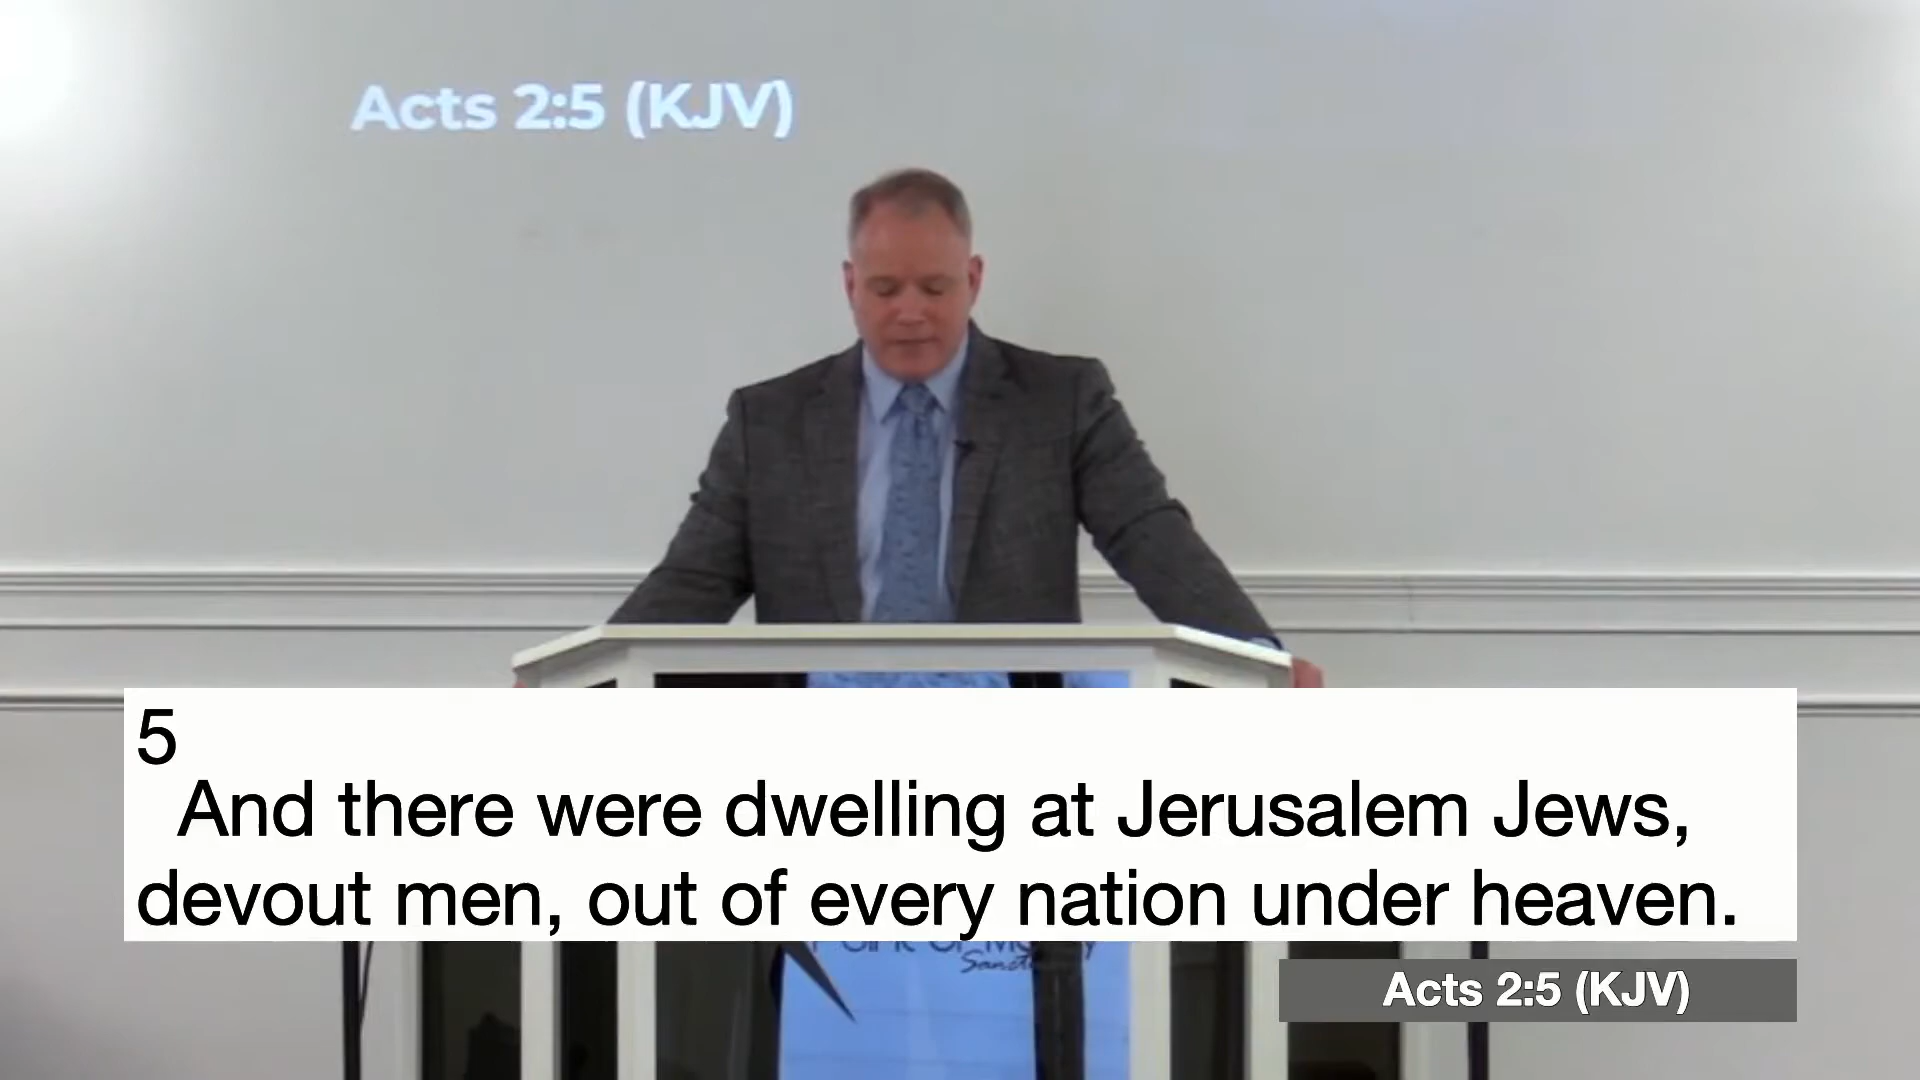 Acts 2:5 (KJV)
5
And there were dwelling at Jerusalem Jews,
devout men, out of every nation under heaven.
Acts 2:5 (KJV)